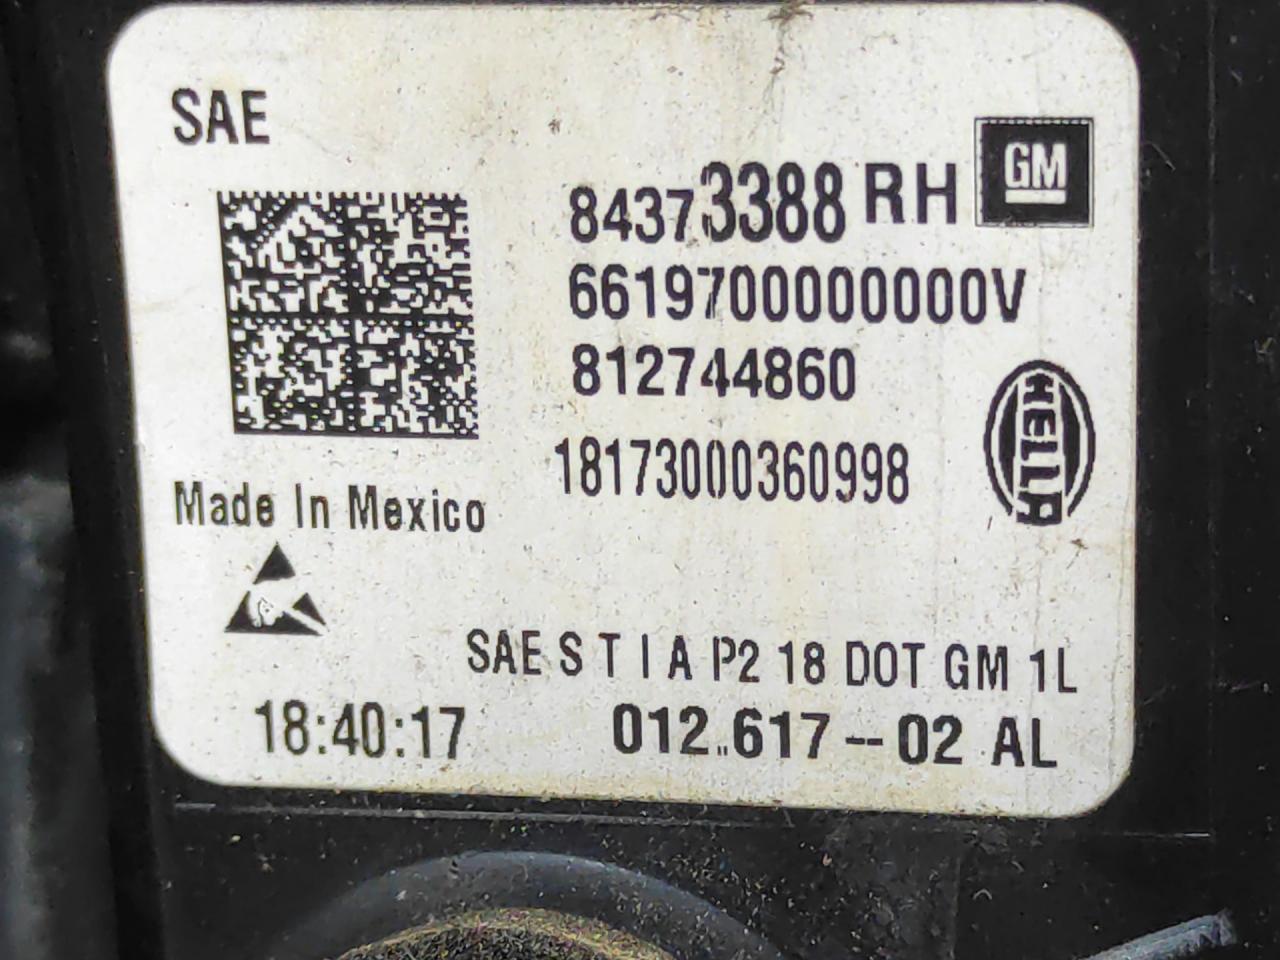 SAE
84373388 RH GM
6619700000000V
812744860
18173000360998
HELLA
Made In Mexico
SAE S T I A P2 18 DOT GM 1L
18:40:17
012.617-02 AL